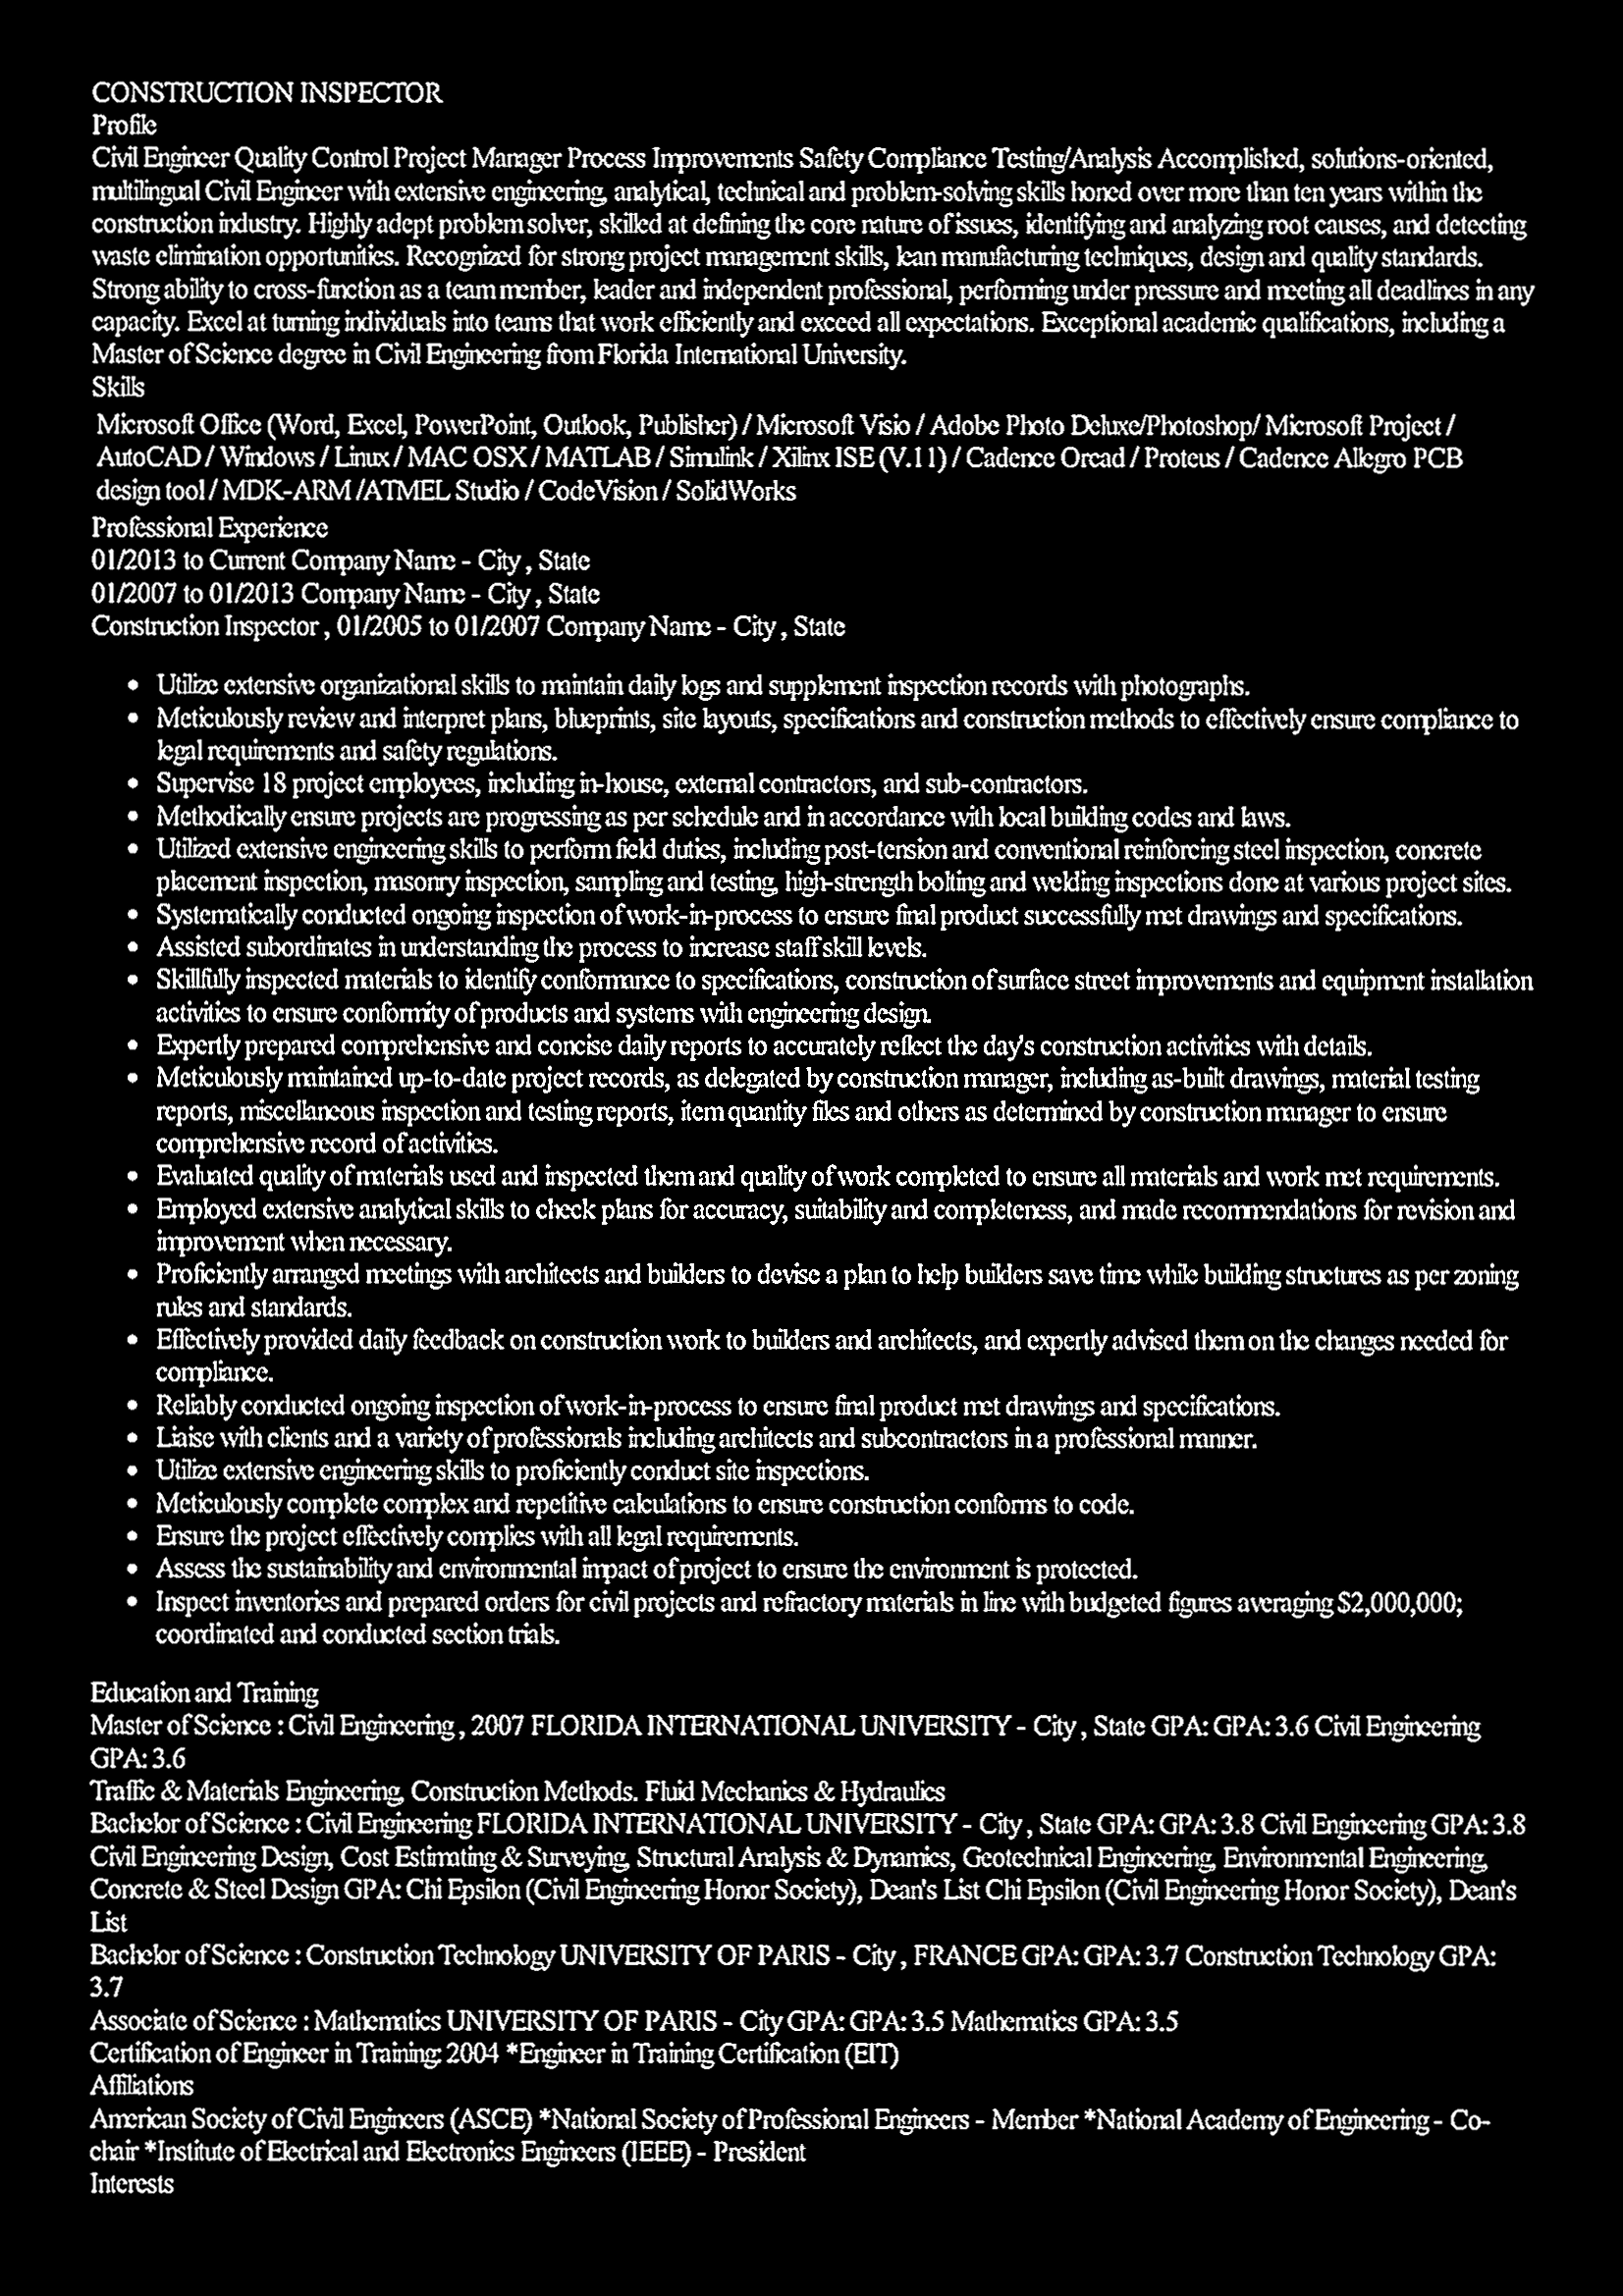 CONSTRUCTION INSPECTOR
Profile
Civil Engineer Quality Control Project Manager Process Improvements Safety Compliance Testing/Analysis Accomplished, solutions-oriented,
multilingual Civil Engineer with extensive engineering, analytical, technical and problem-solving skills honed over more than ten years within the
construction industry. Highly adept problem solver, skilled at defining the core nature of issues, identifying and analyzing root causes, and detecting
waste elimination opportunities. Recognized for strong project management skills, lean manufacturing techniques, design and quality standards.
Strong ability to cross-function as a team member, leader and independent professional, performing under pressure and meeting all deadlines in any
capacity. Excel at turning individuals into teams that work efficiently and exceed all expectations. Exceptional academic qualifications, including a
Master of Science degree in Civil Engineering from Florida International University.
Skills
Microsoft Office (Word, Excel, PowerPoint, Outlook, Publisher) / Microsoft Visio / Adobe Photo Deluxe/Photoshop/ Microsoft Project /
AutoCAD / Windows / Linux / MAC OSX / MATLAB / Simulink / Xilinx ISE (V.11) / Cadence Orcad / Proteus / Cadence Allegro PCB
design tool / MDK-ARM /ATMEL Studio / CodeVision / SolidWorks
Professional Experience
01/2013 to Current Company Name - City , State
01/2007 to 01/2013 Company Name - City , State
Construction Inspector , 01/2005 to 01/2007 Company Name - City , State
• Utilize extensive organizational skills to maintain daily logs and supplement inspection records with photographs.
• Meticulously review and interpret plans, blueprints, site layouts, specifications and construction methods to effectively ensure compliance to
legal requirements and safety regulations.
• Supervise 18 project employees, including in-house, external contractors, and sub-contractors.
• Methodically ensure projects are progressing as per schedule and in accordance with local building codes and laws.
• Utilized extensive engineering skills to perform field duties, including post-tension and conventional reinforcing steel inspection, concrete
placement inspection, masonry inspection, sampling and testing, high-strength bolting and welding inspections done at various project sites.
• Systematically conducted ongoing inspection of work-in-process to ensure final product successfully met drawings and specifications.
• Assisted subordinates in understanding the process to increase staff skill levels.
• Skillfully inspected materials to identify conformance to specifications, construction of surface street improvements and equipment installation
activities to ensure conformity of products and systems with engineering design.
• Expertly prepared comprehensive and concise daily reports to accurately reflect the day's construction activities with details.
• Meticulously maintained up-to-date project records, as delegated by construction manager, including as-built drawings, material testing
reports, miscellaneous inspection and testing reports, item quantity files and others as determined by construction manager to ensure
comprehensive record of activities.
• Evaluated quality of materials used and inspected them and quality of work completed to ensure all materials and work met requirements.
• Employed extensive analytical skills to check plans for accuracy, suitability and completeness, and made recommendations for revision and
improvement when necessary.
• Proficiently arranged meetings with architects and builders to devise a plan to help builders save time while building structures as per zoning
rules and standards.
• Effectively provided daily feedback on construction work to builders and architects, and expertly advised them on the changes needed for
compliance.
• Reliably conducted ongoing inspection of work-in-process to ensure final product met drawings and specifications.
• Liaise with clients and a variety of professionals including architects and subcontractors in a professional manner.
• Utilize extensive engineering skills to proficiently conduct site inspections.
• Meticulously complete complex and repetitive calculations to ensure construction conforms to code.
• Ensure the project effectively complies with all legal requirements.
• Assess the sustainability and environmental impact of project to ensure the environment is protected.
• Inspect inventories and prepared orders for civil projects and refractory materials in line with budgeted figures averaging $2,000,000;
coordinated and conducted section trials.
Education and Training
Master of Science : Civil Engineering , 2007 FLORIDA INTERNATIONAL UNIVERSITY - City , State GPA: GPA: 3.6 Civil Engineering
GPA: 3.6
Traffic & Materials Engineering, Construction Methods. Fluid Mechanics & Hydraulics
Bachelor of Science : Civil Engineering FLORIDA INTERNATIONAL UNIVERSITY - City , State GPA: GPA: 3.8 Civil Engineering GPA: 3.8
Civil Engineering Design, Cost Estimating & Surveying, Structural Analysis & Dynamics, Geotechnical Engineering, Environmental Engineering,
Concrete & Steel Design GPA: Chi Epsilon (Civil Engineering Honor Society), Dean's List Chi Epsilon (Civil Engineering Honor Society), Dean's
List
Bachelor of Science : Construction Technology UNIVERSITY OF PARIS - City , FRANCE GPA: GPA: 3.7 Construction Technology GPA:
3.7
Associate of Science : Mathematics UNIVERSITY OF PARIS - City GPA: GPA: 3.5 Mathematics GPA: 3.5
Certification of Engineer in Training: 2004 *Engineer in Training Certification (EIT)
Affiliations
American Society of Civil Engineers (ASCE) *National Society of Professional Engineers - Member *National Academy of Engineering - Co-
chair *Institute of Electrical and Electronics Engineers (IEEE) - President
Interests